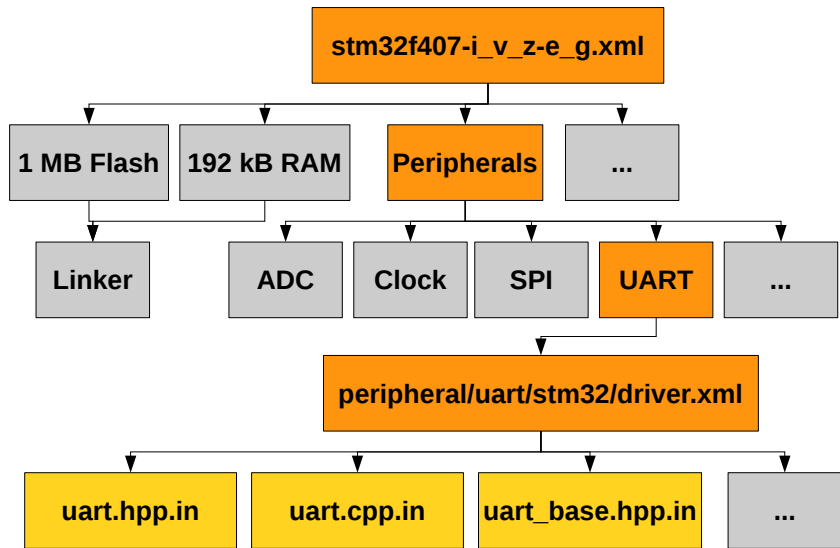 stm32f407-i_v_z-e_g.xml
1 MB Flash
192 kB RAM
Peripherals
...
Linker
ADC
Clock
SPI
UART
...
peripheral/uart/stm32/driver.xml
uart.hpp.in
uart.cpp.in
uart_base.hpp.in
...